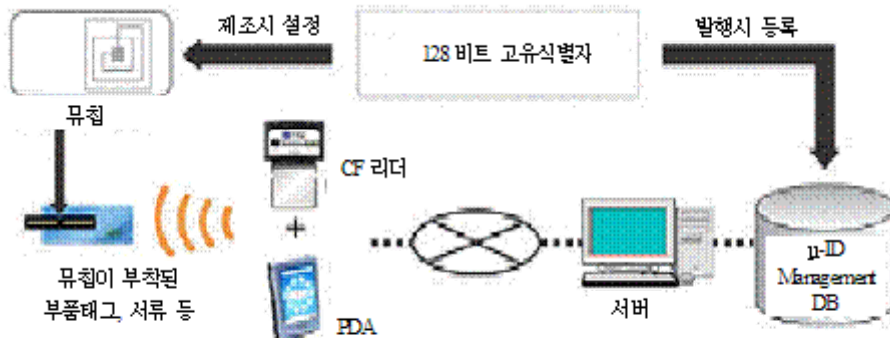 제조시 설정
128 비트 고유식별자
발행시 등록
뮤칩
CF 리더
+
뮤칩이 부착된
부품태그, 서류 등
PDA
서버
µ-ID
Management
DB